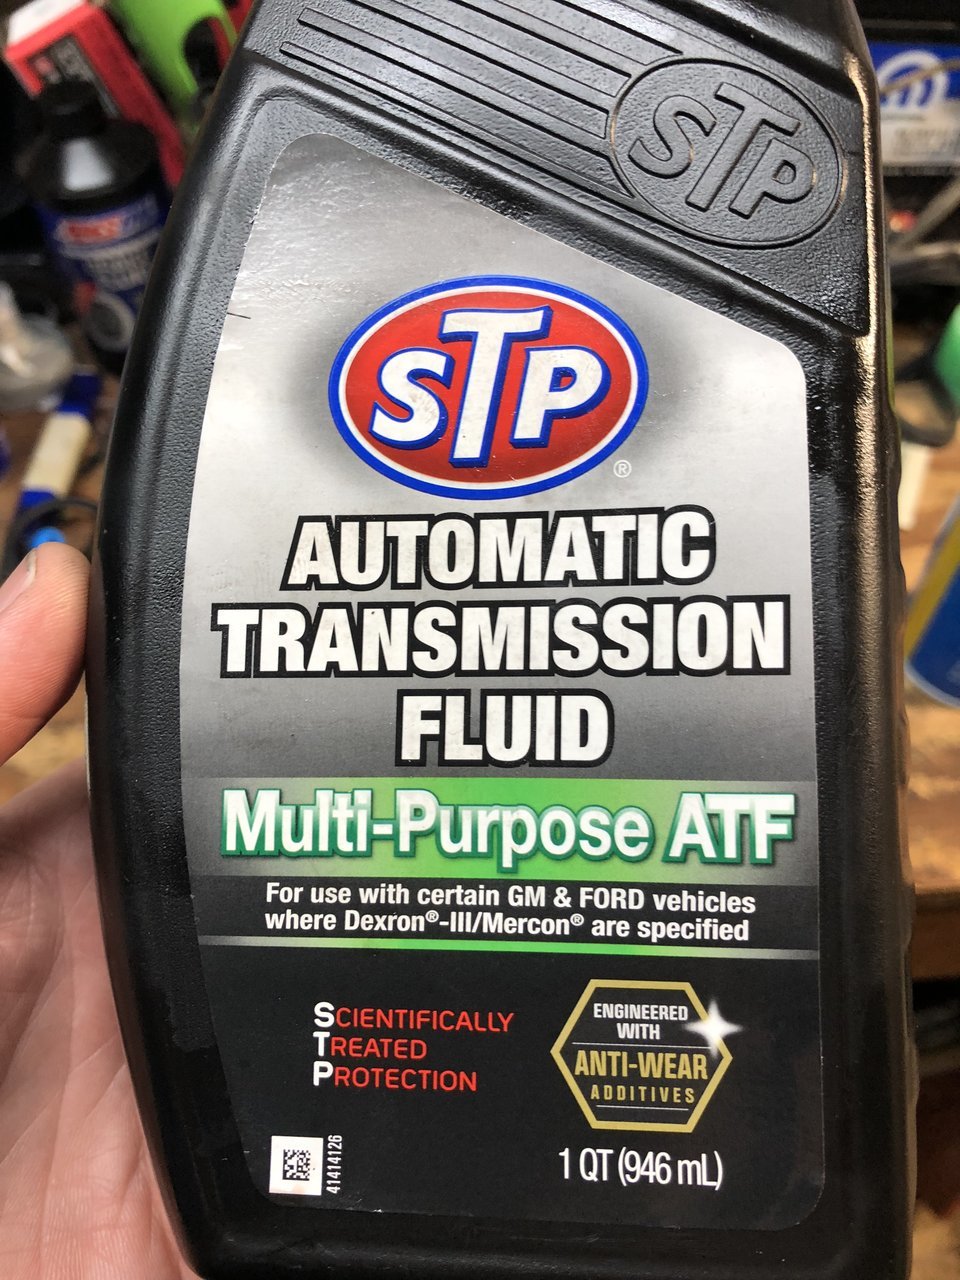 STP
STP®
AUTOMATIC
TRANSMISSION
FLUID
Multi-Purpose ATF
For use with certain GM & FORD vehicles
where Dexron®-III/Mercon® are specified
SCIENTIFICALLY
TREATED
PROTECTION
ENGINEERED
WITH
ANTI-WEAR
ADDITIVES
41414126
1 QT (946 mL)